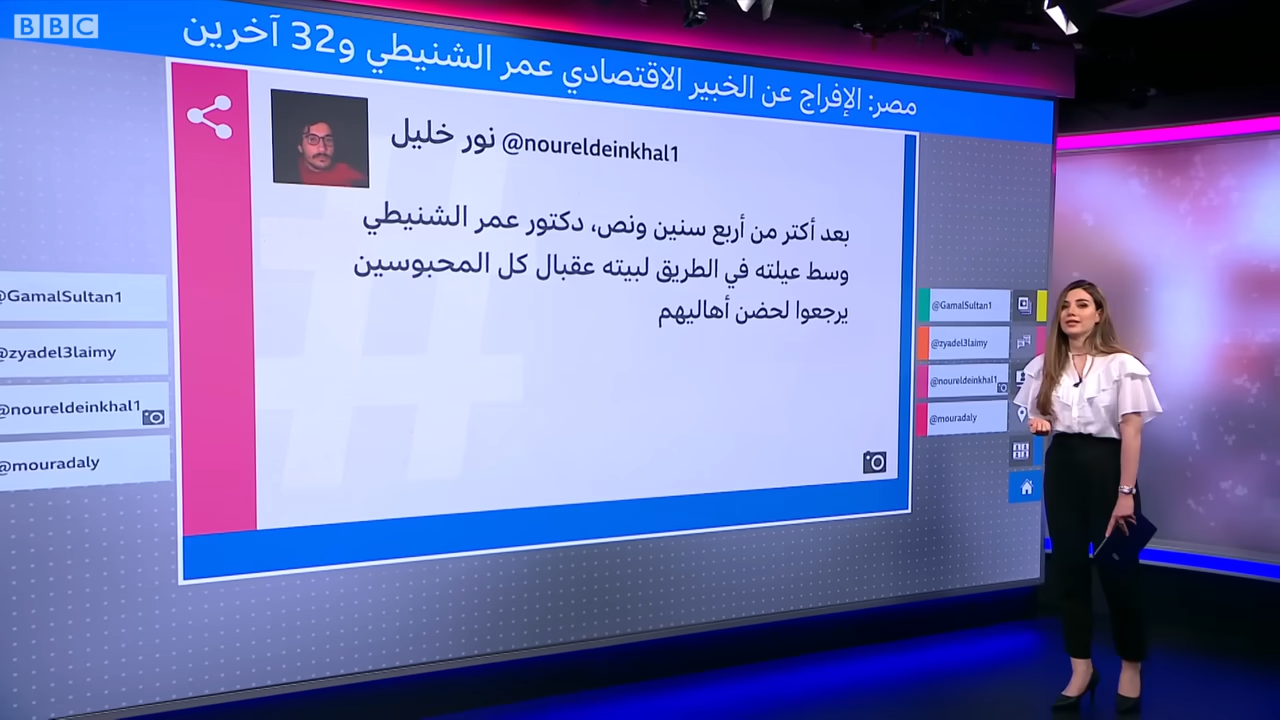 BBC
مصر: الإفراج عن الخبير الاقتصادي عمر الشنيطي و32 آخرين
نور خليل @noureldeinkhal1
بعد أكتر من أربع سنين ونص، دكتور عمر الشنيطي
وسط عيلته في الطريق لبيته عقبال كل المحبوسين
يرجعوا لحضن أهاليهم
@GamalSultan1
@zyadel3laimy
@noureldeinkhal1
@mouradaly
@GamalSultan1
@zyadel3laimy
@noureldeinkhal1
@mouradaly